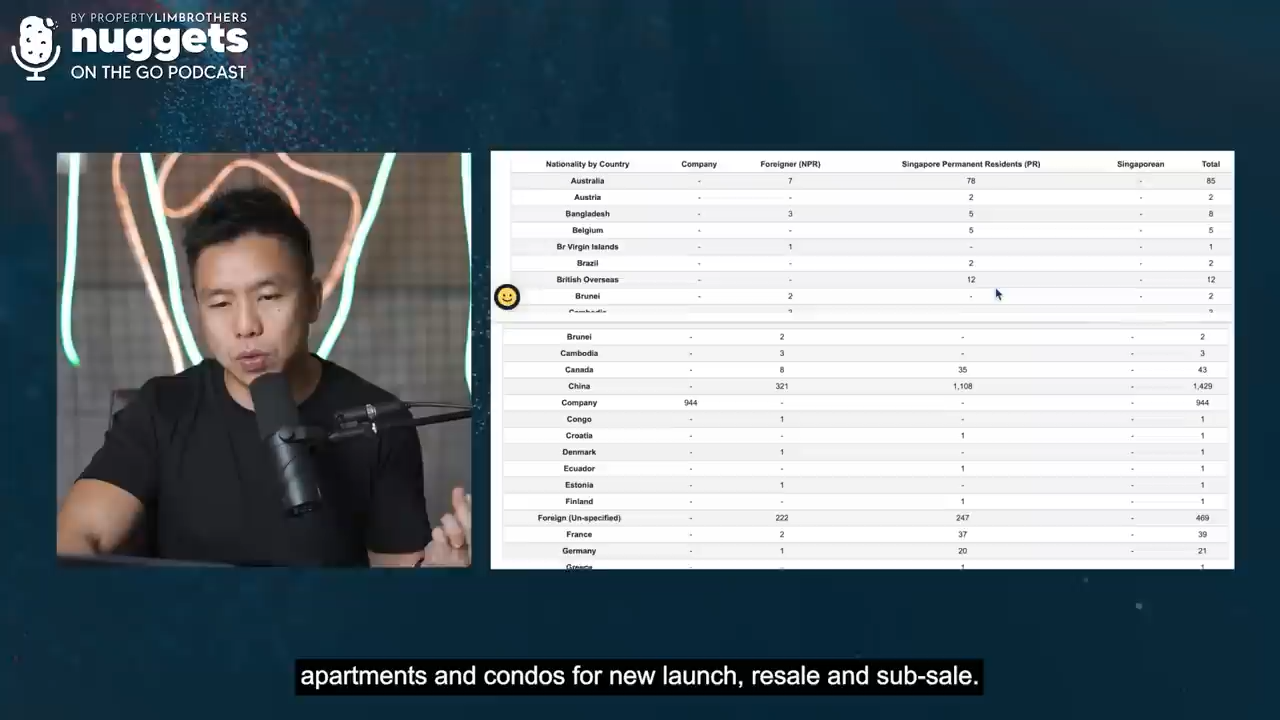 BY PROPERTYLIMBROTHERS
nuggets
ON THE GO PODCAST
Nationality by Country Company Foreigner (NPR) Singapore Permanent Residents (PR) Singaporean Total
Australia - 7 78 - 85
Austria - - 2 - 2
Bangladesh - 3 5 - 8
Belgium - - 5 - 5
Br Virgin Islands - 1 - - 1
Brazil - - 2 - 2
British Overseas - - 12 - 12
Brunei - 2 - - 2
Brunei - 2 - - 2
Cambodia - 3 - - 3
Canada - 8 35 - 43
China - 321 1,108 - 1,429
Company 944 - - - 944
Congo - 1 - - 1
Croatia - - 1 - 1
Denmark - 1 - - 1
Ecuador - - 1 - 1
Estonia - 1 - - 1
Finland - - 1 - 1
Foreign (Un-specified) - 222 247 - 469
France - 2 37 - 39
Germany - 1 20 - 21
Greece - - 1 - 1
apartments and condos for new launch, resale and sub-sale.